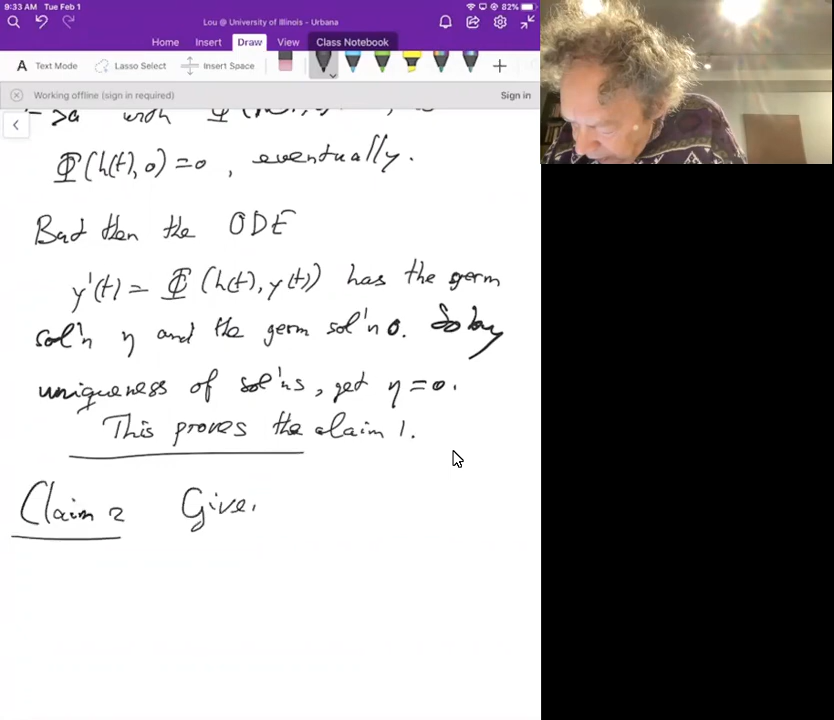 9:33 AM Tue Feb 1
82%
Lou @ University of Illinois - Urbana
Home Insert Draw View Class Notebook
A Text Mode Lasso Select Insert Space
Working offline (sign in required) Sign in
with
Φ(h(t), 0) = 0, eventually.
But then the ODE
y'(t) = Φ(h(t), y(t)) has the germ
sol'n η and the germ sol'n 0. So by
uniqueness of sol'ns, get η = 0.
This proves the claim 1.
Claim 2 Give